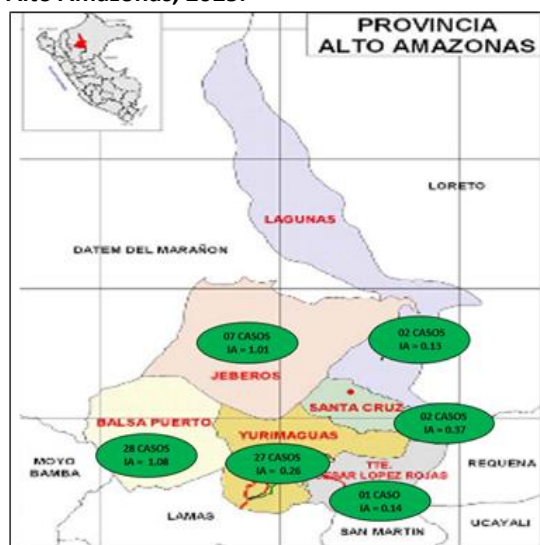 Alto Amazonas, 2023.
PROVINCIA
ALTO AMAZONAS
LORETO
LAGUNAS
DATEM DEL MARAÑON
07 CASOS
IA = 1.01
JEBEROS
02 CASOS
IA = 0.13
SANTA CRUZ
02 CASOS
IA = 0.37
BALSA PUERTO
YURIMAGUAS
28 CASOS
IA = 1.08
27 CASOS
IA = 0.26
TTE.
LOPEZ ROJAS
MOYO
BAMBA
REQUENA
01 CASO
IA = 0.14
LAMAS
SAN MARTIN
UCAYALI